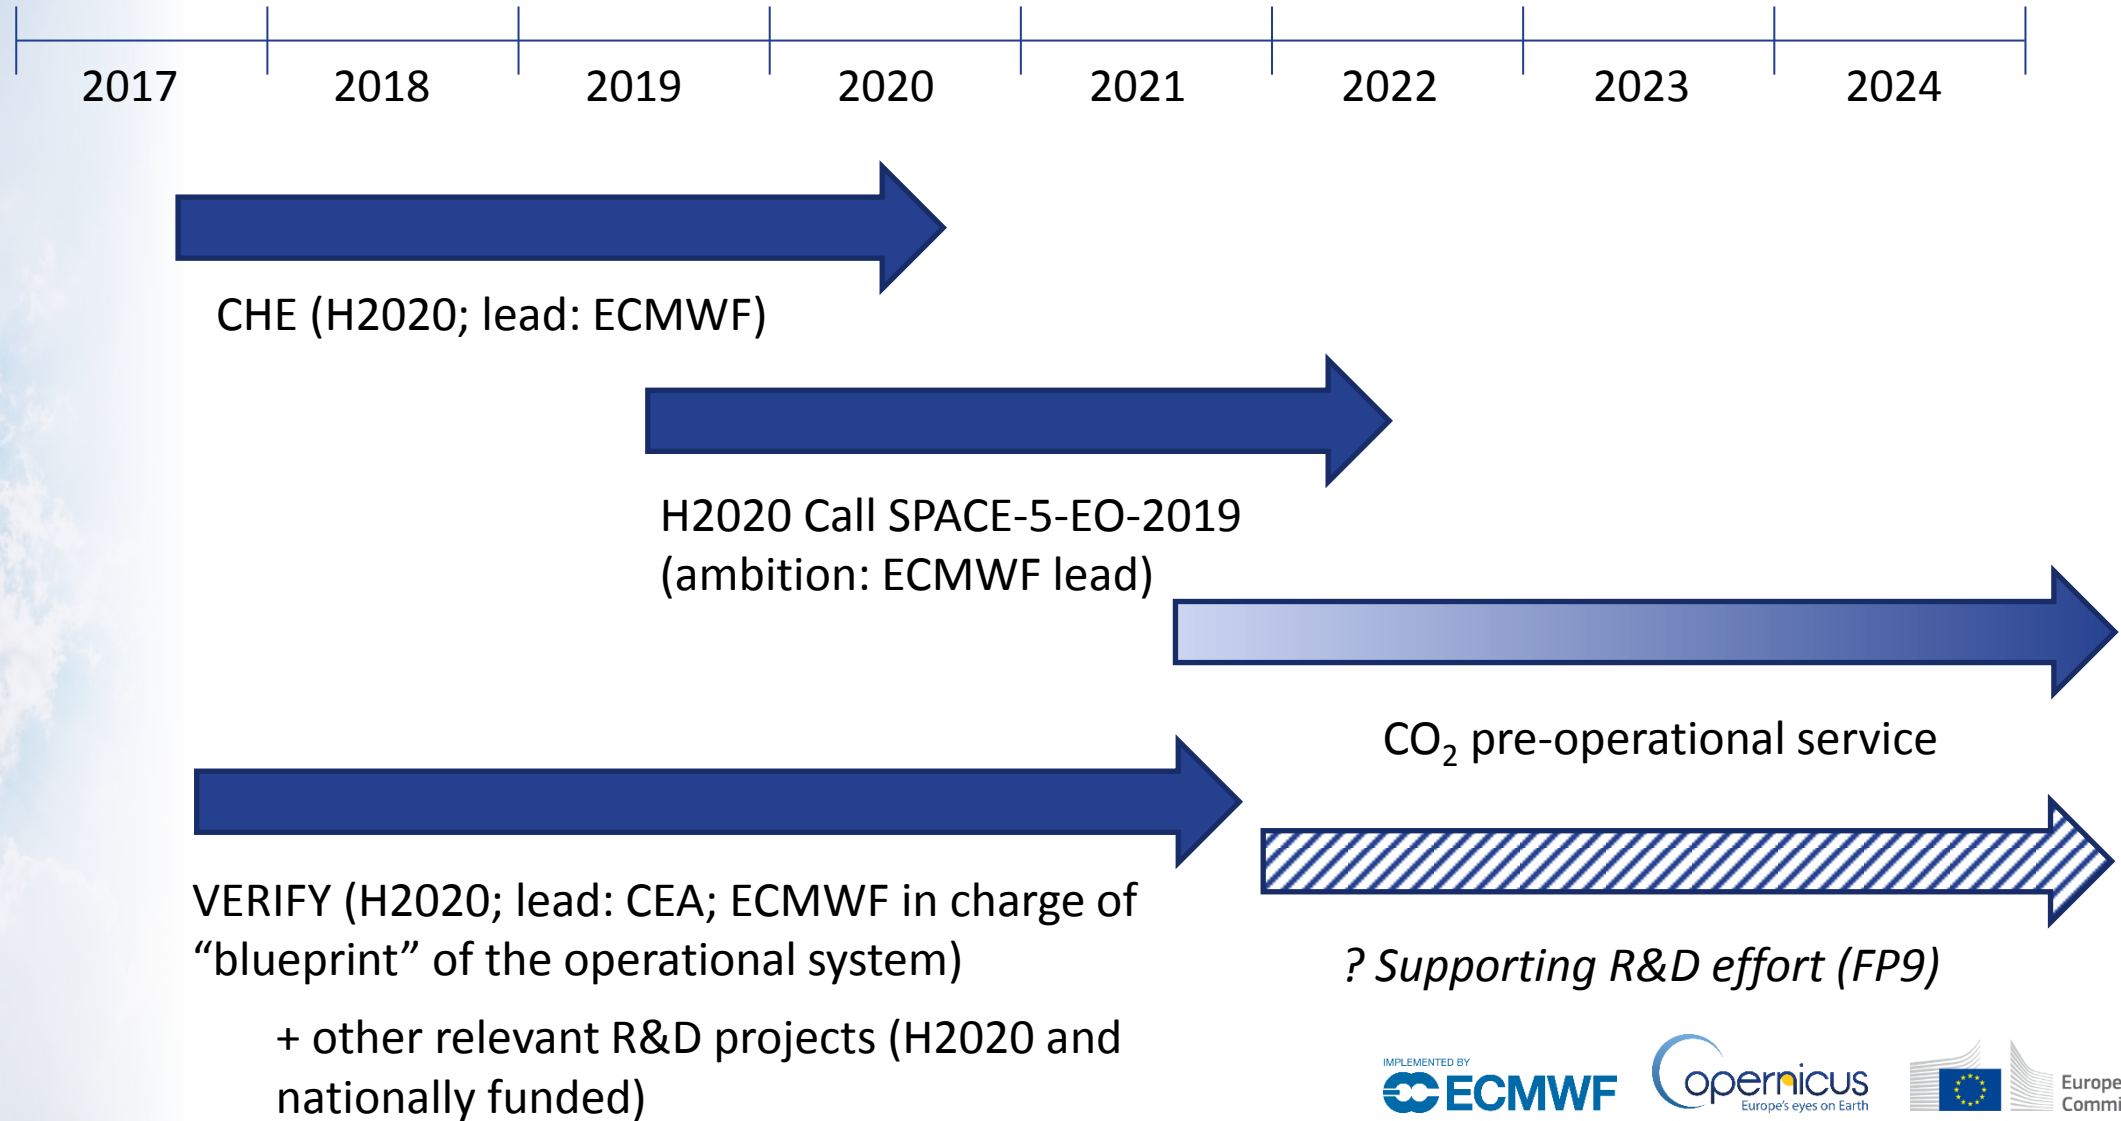 2017 2018 2019 2020 2021 2022 2023 2024
CHE (H2020; lead: ECMWF)
H2020 Call SPACE-5-EO-2019
(ambition: ECMWF lead)
CO₂ pre-operational service
VERIFY (H2020; lead: CEA; ECMWF in charge of
“blueprint” of the operational system)
? Supporting R&D effort (FP9)
+ other relevant R&D projects (H2020 and
nationally funded)
IMPLEMENTED BY
ECMWF
opernicus
Europe's eyes on Earth
Europe
Commi